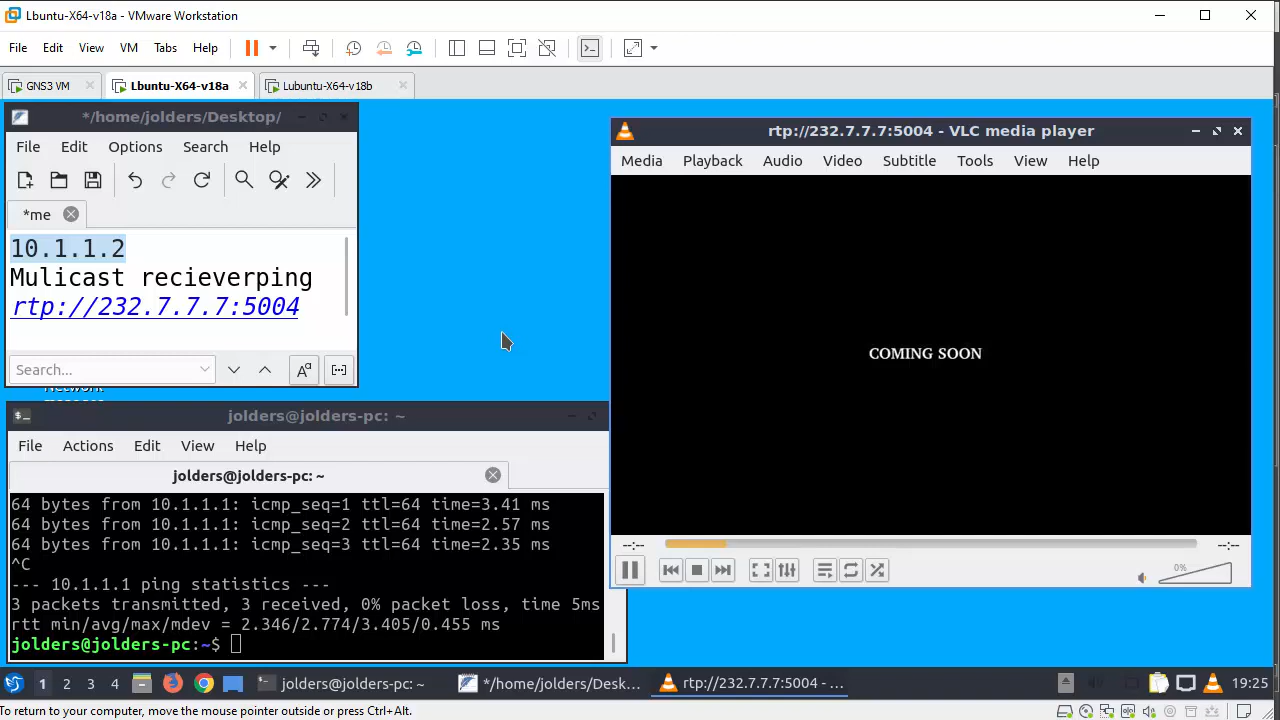 Lbuntu-X64-v18a - VMware Workstation
File Edit View VM Tabs Help
GNS3 VM Lbuntu-X64-v18a Lubuntu-X64-v18b
*/home/jolders/Desktop/
File Edit Options Search Help
*me
10.1.1.2
Mulicast recieverping
rtp://232.7.7.7:5004
Search...
Network
jolders@jolders-pc: ~
File Actions Edit View Help
jolders@jolders-pc: ~
64 bytes from 10.1.1.1: icmp_seq=1 ttl=64 time=3.41 ms
64 bytes from 10.1.1.1: icmp_seq=2 ttl=64 time=2.57 ms
64 bytes from 10.1.1.1: icmp_seq=3 ttl=64 time=2.35 ms
^C
--- 10.1.1.1 ping statistics ---
3 packets transmitted, 3 received, 0% packet loss, time 5ms
rtt min/avg/max/mdev = 2.346/2.774/3.405/0.455 ms
jolders@jolders-pc:~$
rtp://232.7.7.7:5004 - VLC media player
Media Playback Audio Video Subtitle Tools View Help
COMING SOON
--:-- --:--
0%
1 2 3 4 jolders@jolders-pc: ~ */home/jolders/Desk... rtp://232.7.7.7:5004 - ... 19:25
To return to your computer, move the mouse pointer outside or press Ctrl+Alt.